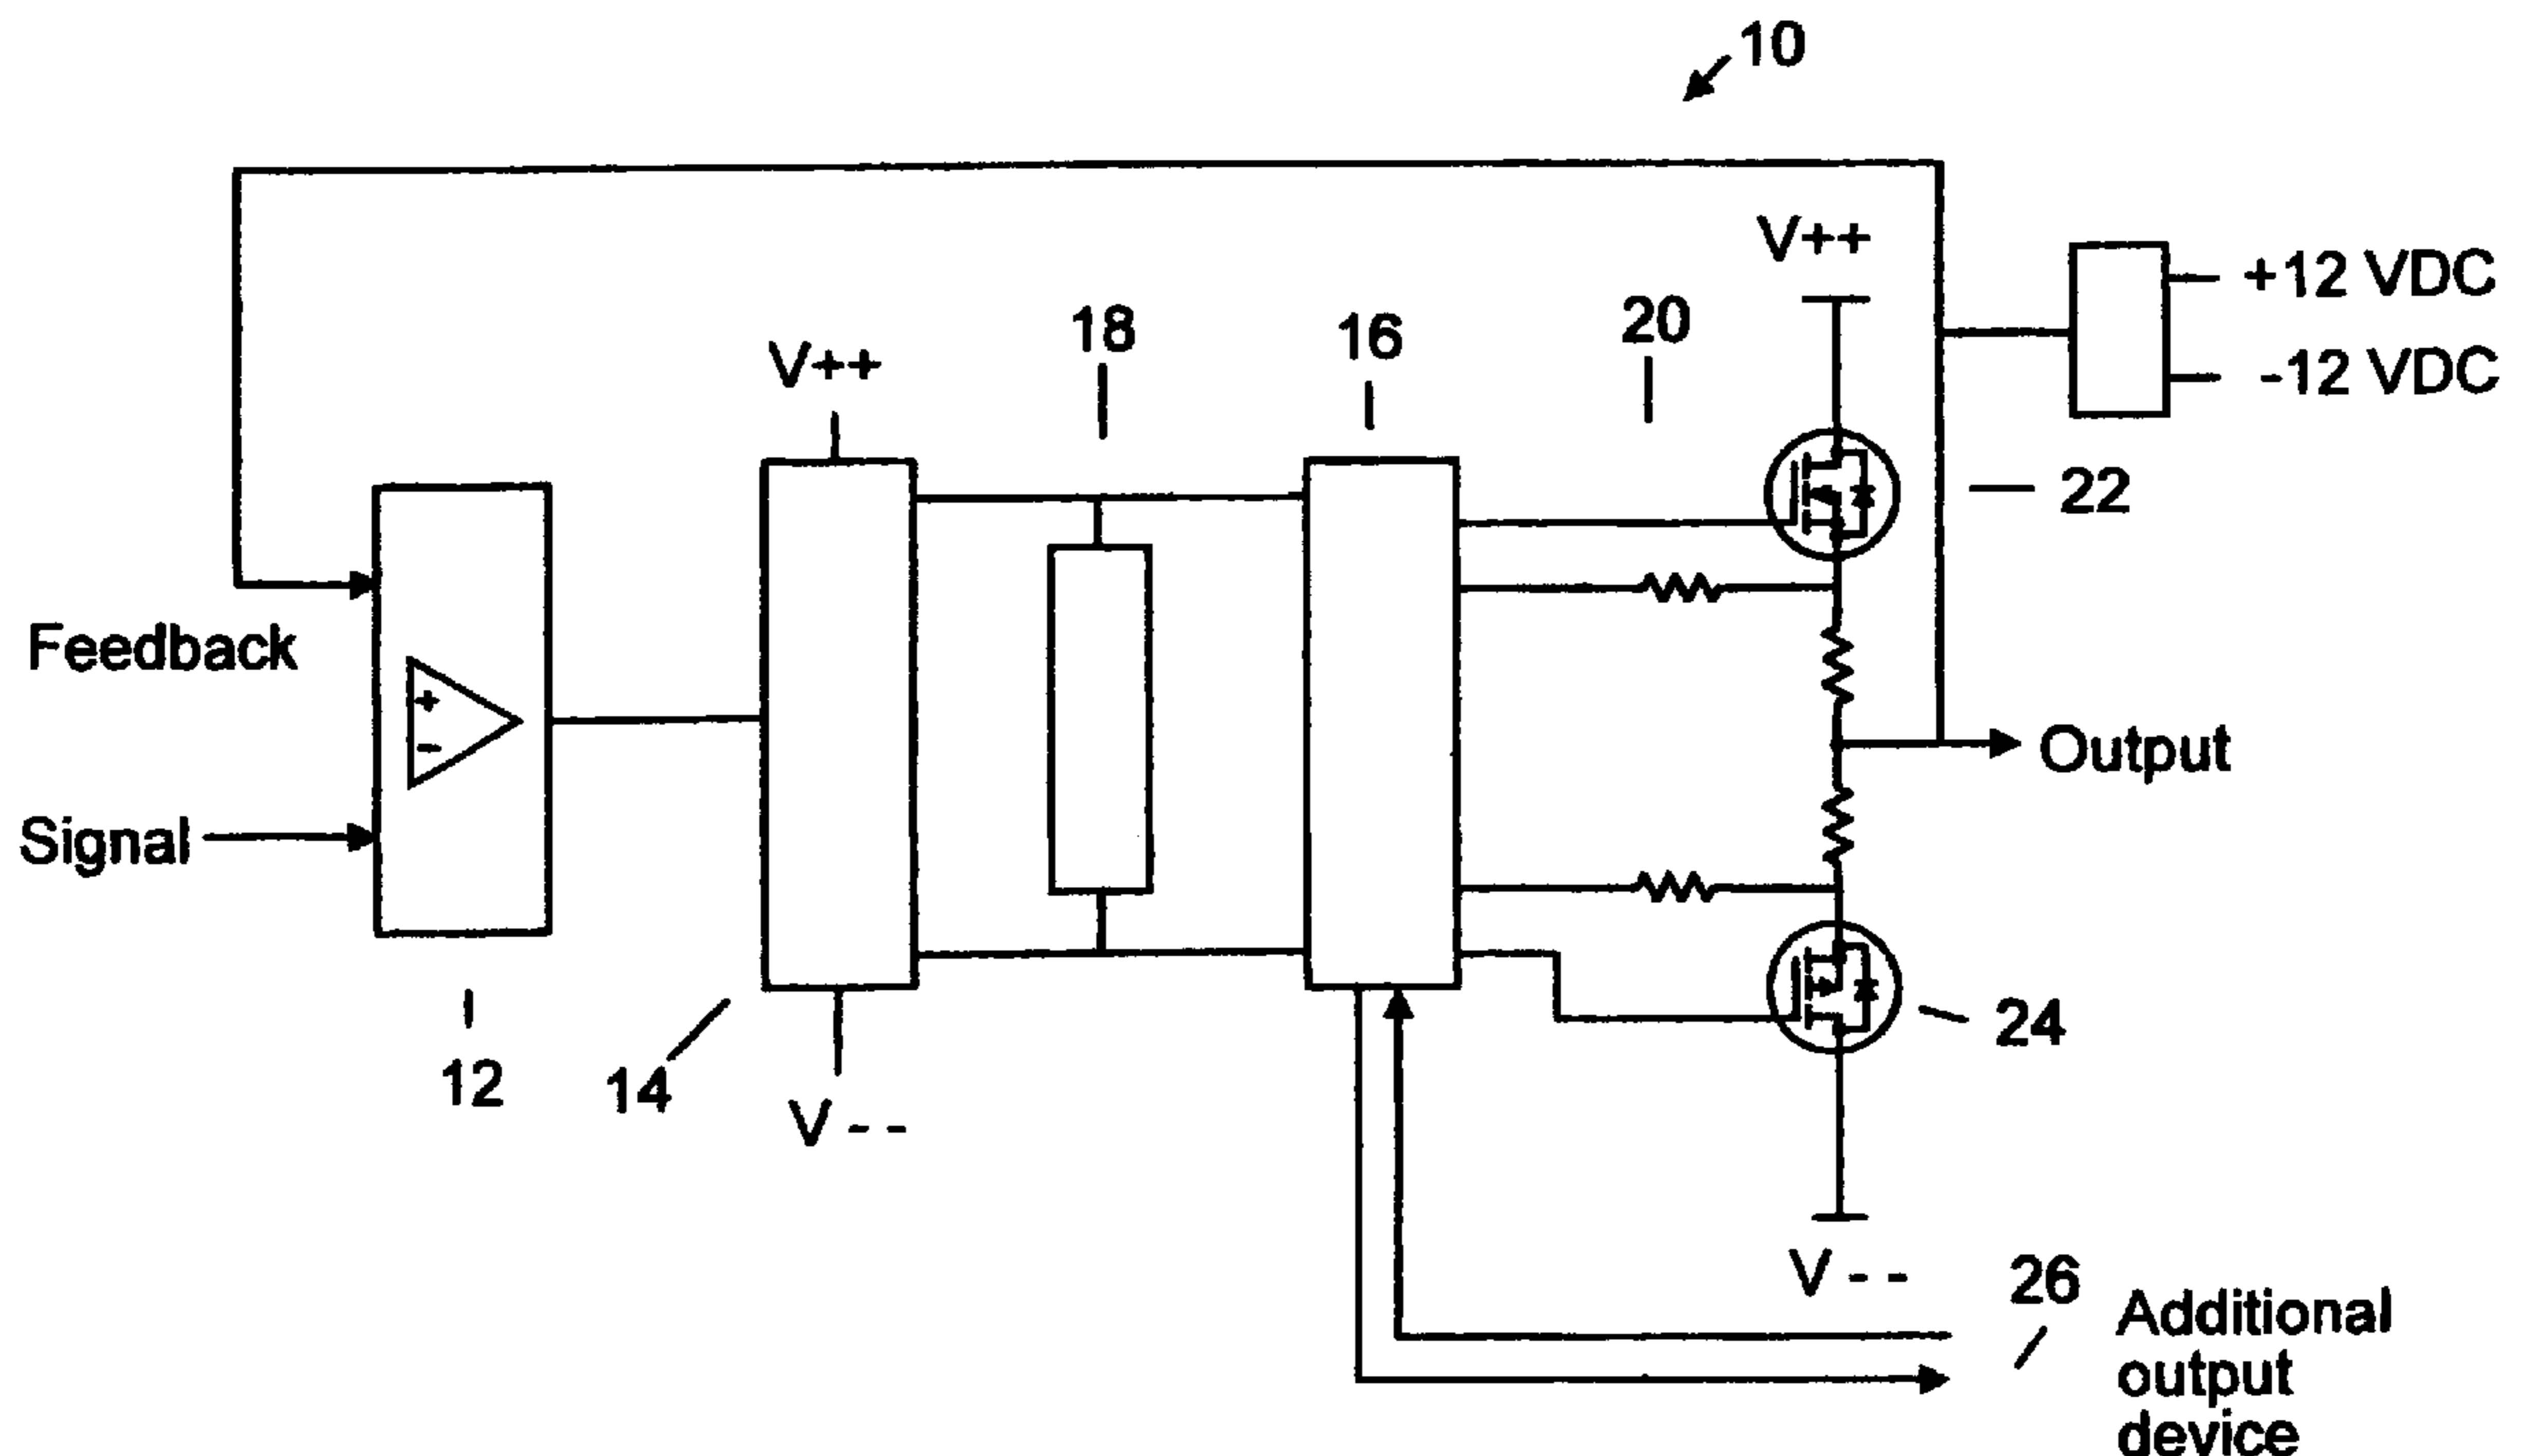 10
V++
+12 VDC
-12 VDC
20
18
16
V++
22
Feedback
+
-
Output
Signal
12
14
V - -
24
V - -
26
Additional
output
device